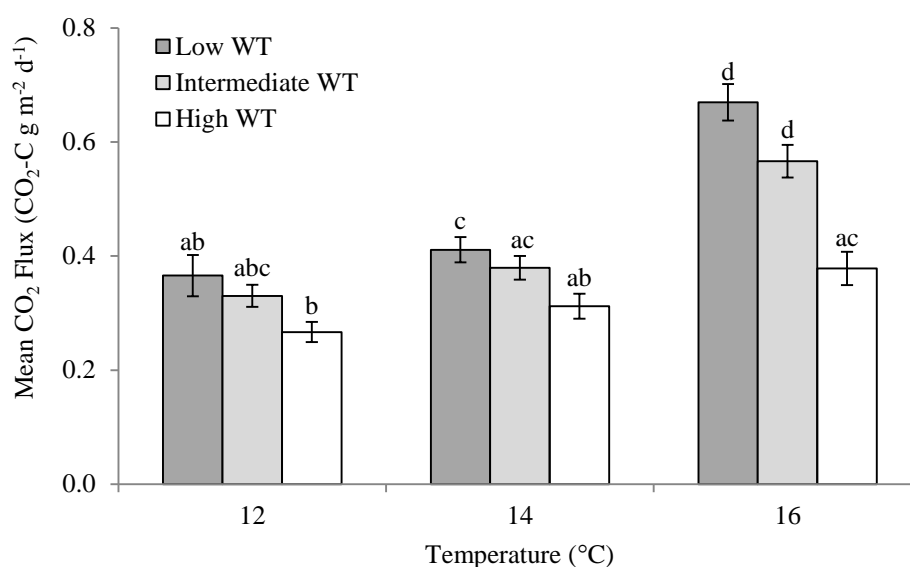 0.8
0.6
0.4
0.2
0.0
Mean CO₂ Flux (CO₂-C g m⁻² d⁻¹)
Low WT
Intermediate WT
High WT
ab
abc
b
c
ac
ab
d
d
ac
12
14
16
Temperature (°C)